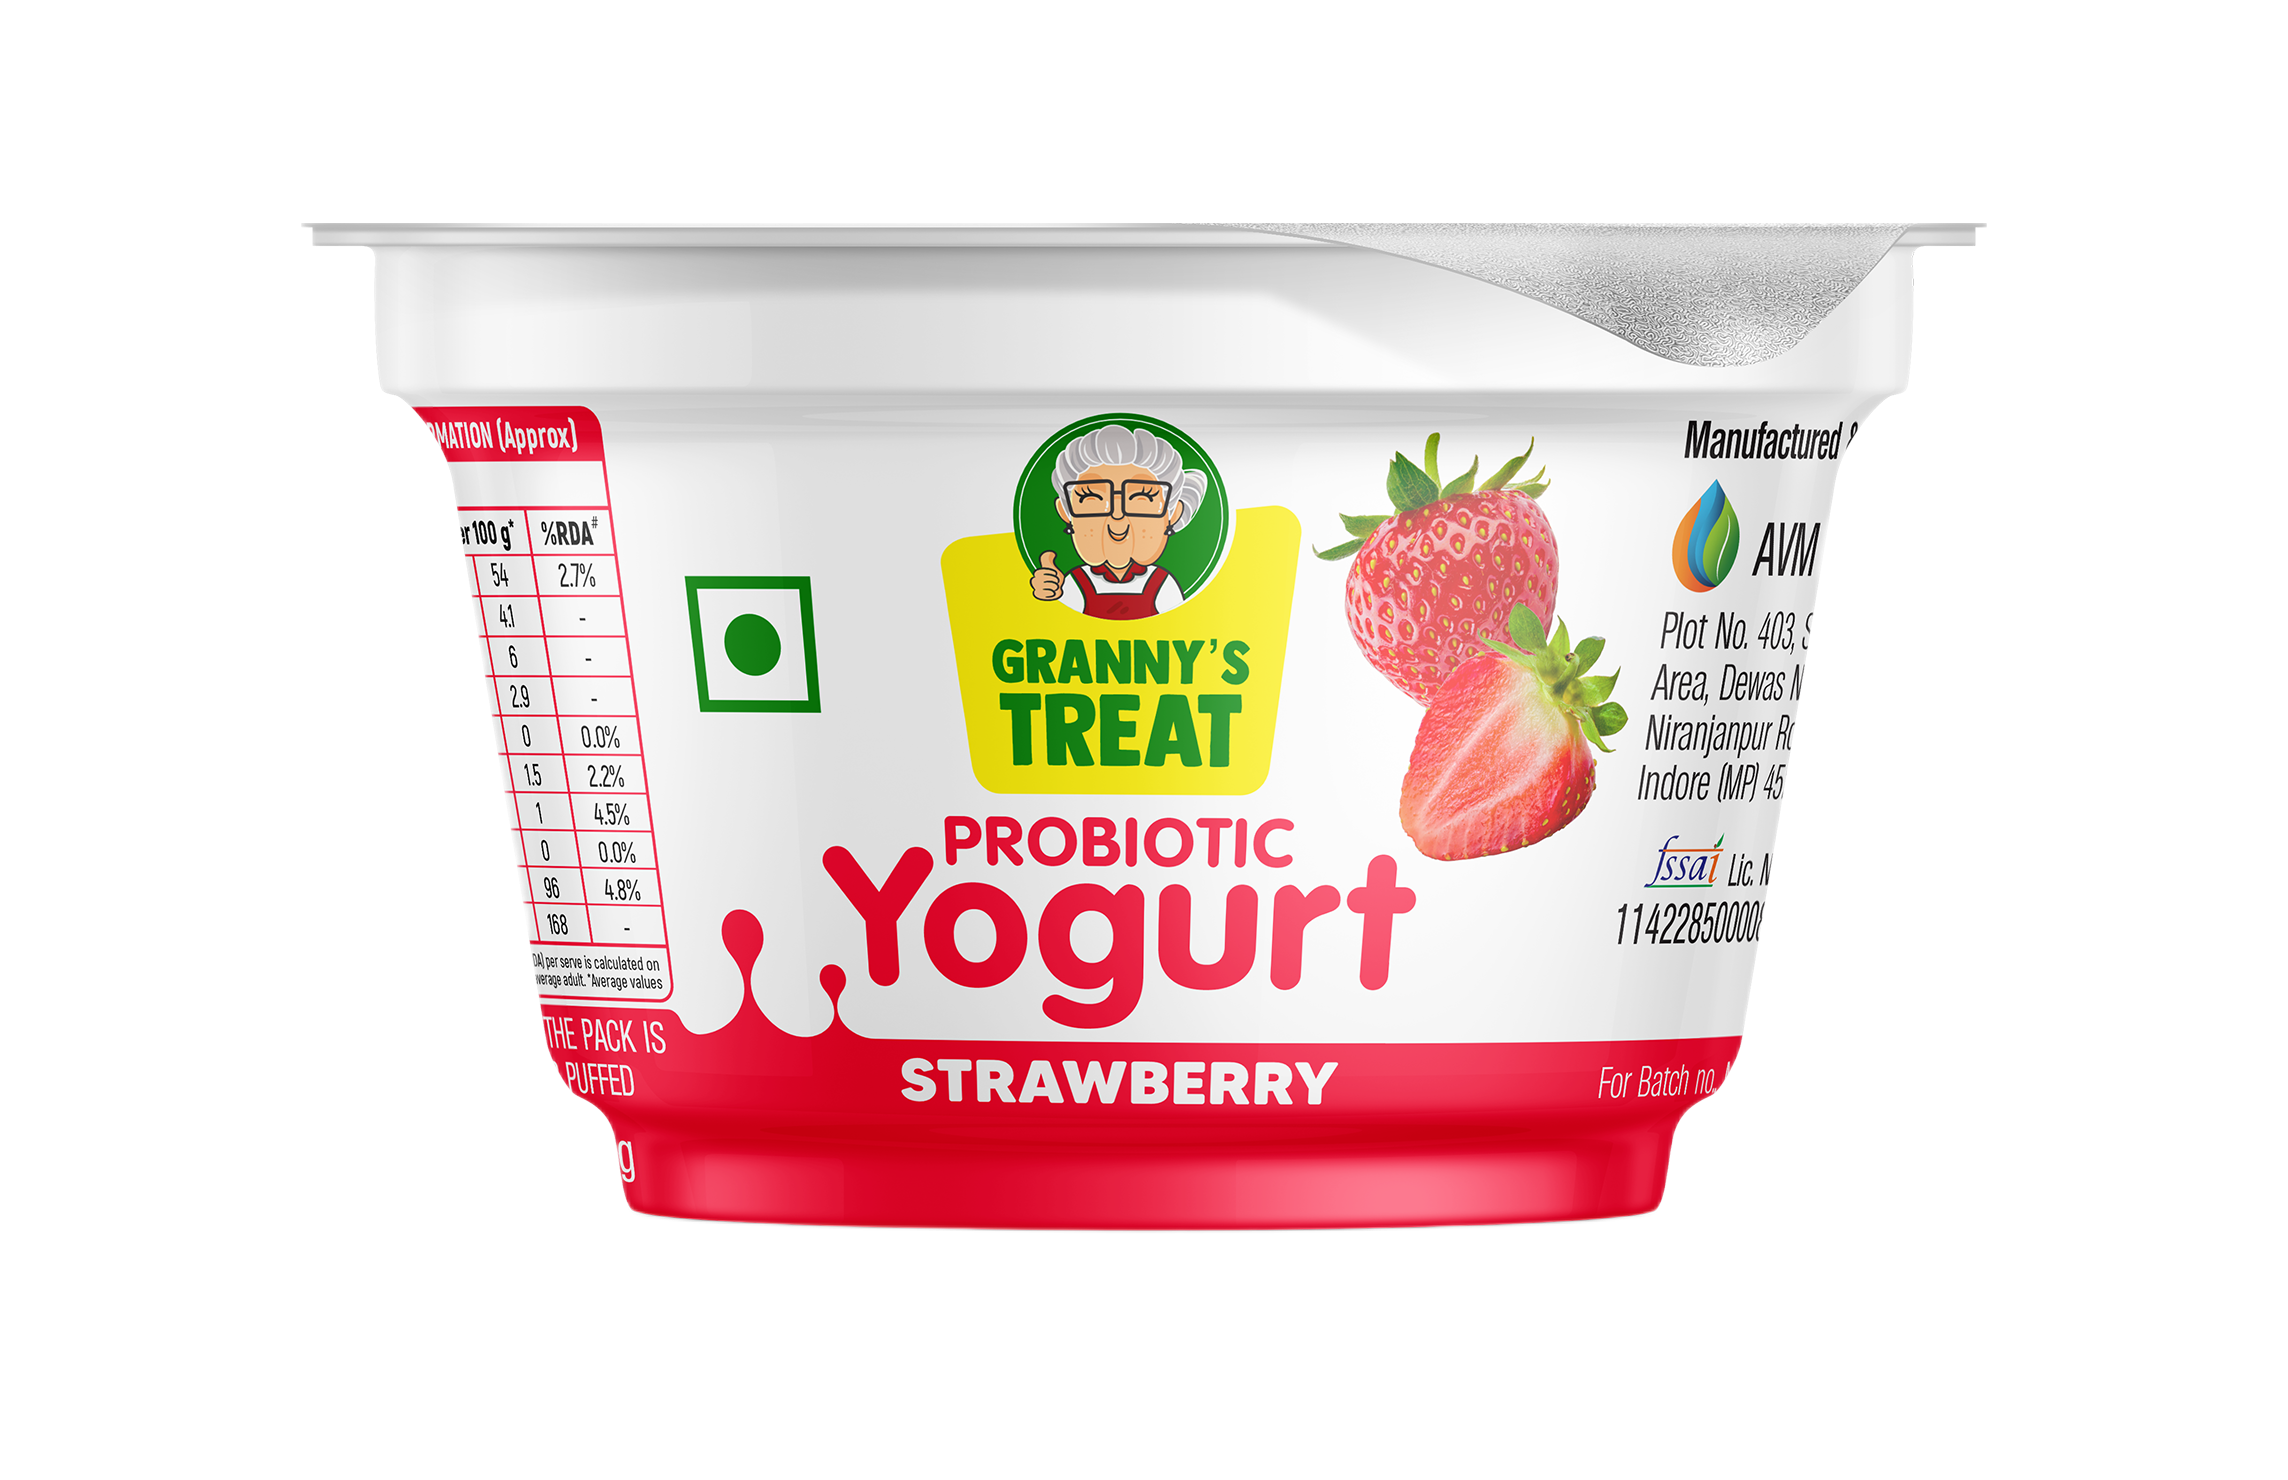 (Approx)
100 g* %RDA#
54 2.7%
4.1 -
6 -
2.9 -
0 0.0%
1.5 2.2%
1 4.5%
0 0.0%
96 4.8%
168 -
per serve is calculated on
adult. *Average values
THE PACK IS
PUFFED
g
GRANNY'S
TREAT
PROBIOTIC
Yogurt
STRAWBERRY
Manufactured
AVM
Plot No. 403,
Area, Dewas
Niranjanpur
Indore (MP) 45
fssai Lic.
11422850000
For Batch no.